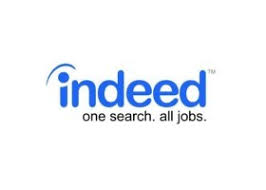 indeed™
one search. all jobs.